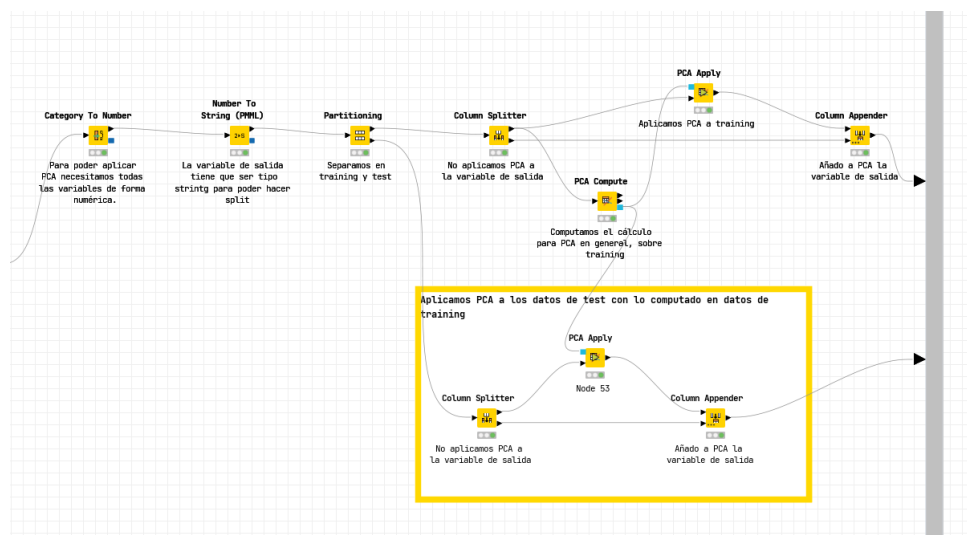 PCA Apply
Aplicamos PCA a training
Category To Number
Para poder aplicar
PCA necesitamos todas
las variables de forma
numérica.
Number To
String (PMML)
La variable de salida
tiene que ser tipo
strintg para poder hacer
split
Partitioning
Separamos en
training y test
Column Splitter
No aplicamos PCA a
la variable de salida
Column Appender
Añado a PCA la
variable de salida
PCA Compute
Computamos el cálculo
para PCA en general, sobre
training
Aplicamos PCA a los datos de test con lo computado en datos de
training
PCA Apply
Node 53
Column Splitter
No aplicamos PCA a
la variable de salida
Column Appender
Añado a PCA la
variable de salida